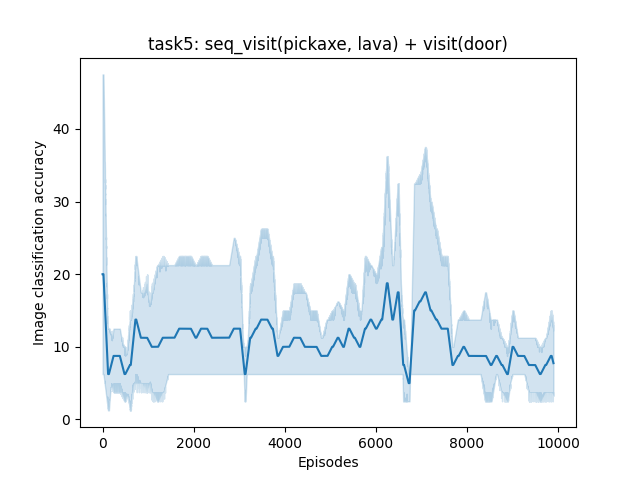 task5: seq_visit(pickaxe, lava) + visit(door)
Image classification accuracy
40
30
20
10
0
0 2000 4000 6000 8000 10000
Episodes